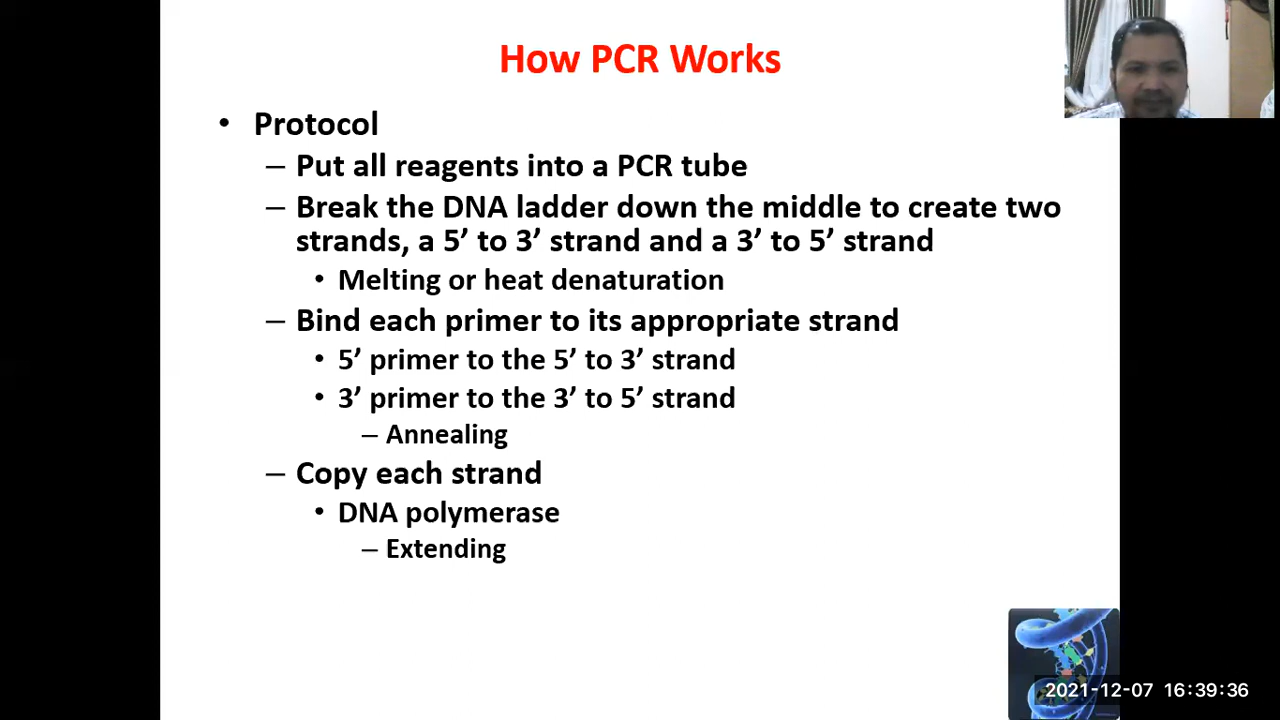 How PCR Works
• Protocol
– Put all reagents into a PCR tube
– Break the DNA ladder down the middle to create two
strands, a 5’ to 3’ strand and a 3’ to 5’ strand
• Melting or heat denaturation
– Bind each primer to its appropriate strand
• 5’ primer to the 5’ to 3’ strand
• 3’ primer to the 3’ to 5’ strand
– Annealing
– Copy each strand
• DNA polymerase
– Extending
2021-12-07 16:39:36